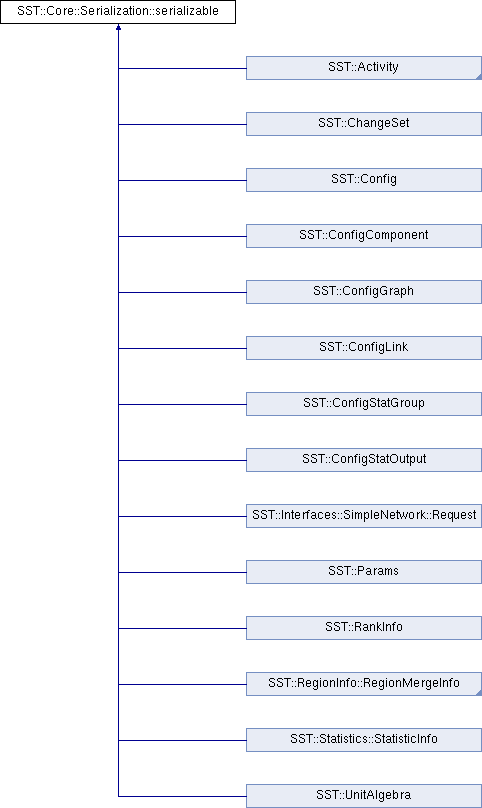 SST::Core::Serialization::serializable
SST::Activity
SST::ChangeSet
SST::Config
SST::ConfigComponent
SST::ConfigGraph
SST::ConfigLink
SST::ConfigStatGroup
SST::ConfigStatOutput
SST::Interfaces::SimpleNetwork::Request
SST::Params
SST::RankInfo
SST::RegionInfo::RegionMergeInfo
SST::Statistics::StatisticInfo
SST::UnitAlgebra